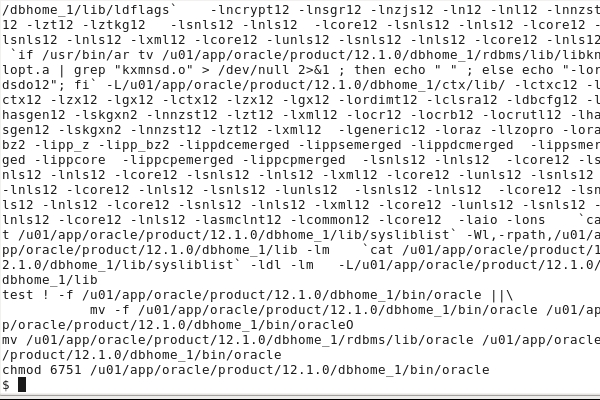 /dbhome_1/lib/ldflags`    -lncrypt12 -lnsgr12 -lnzjs12 -ln12 -lnl12 -lnnzst
12 -lzt12 -lztkg12   -lsnls12 -lnls12  -lcore12 -lsnls12 -lnls12 -lcore12 -
lsnls12 -lnls12 -lxml12 -lcore12 -lunls12 -lsnls12 -lnls12 -lcore12 -lnls12
 `if /usr/bin/ar tv /u01/app/oracle/product/12.1.0/dbhome_1/rdbms/lib/libkn
lopt.a | grep "kxmnsd.o" > /dev/null 2>&1 ; then echo " " ; else echo "-lor
dsdo12"; fi` -L/u01/app/oracle/product/12.1.0/dbhome_1/ctx/lib/ -lctxc12 -l
ctx12 -lzx12 -lgx12 -lctx12 -lzx12 -lgx12 -lordimt12 -lclsra12 -ldbcfg12 -l
hasgen12 -lskgxn2 -lnnzst12 -lzt12 -lxml12 -locr12 -locrb12 -locrutl12 -lha
sgen12 -lskgxn2 -lnnzst12 -lzt12 -lxml12  -lgeneric12 -loraz -llzopro -lora
bz2 -lipp_z -lipp_bz2 -lippdcemerged -lippsemerged -lippdcmerged  -lippsmer
ged -lippcore  -lippcpemerged -lippcpmerged  -lsnls12 -lnls12  -lcore12 -ls
nls12 -lnls12 -lcore12 -lsnls12 -lnls12 -lxml12 -lcore12 -lunls12 -lsnls12
-lnls12 -lcore12 -lnls12 -lsnls12 -lunls12  -lsnls12 -lnls12  -lcore12 -lsn
ls12 -lnls12 -lcore12 -lsnls12 -lnls12 -lxml12 -lcore12 -lunls12 -lsnls12 -
lnls12 -lcore12 -lnls12 -lasmclnt12 -lcommon12 -lcore12  -laio -lons    `ca
t /u01/app/oracle/product/12.1.0/dbhome_1/lib/sysliblist` -Wl,-rpath,/u01/a
pp/oracle/product/12.1.0/dbhome_1/lib -lm    `cat /u01/app/oracle/product/1
2.1.0/dbhome_1/lib/sysliblist` -ldl -lm   -L/u01/app/oracle/product/12.1.0/
dbhome_1/lib
test ! -f /u01/app/oracle/product/12.1.0/dbhome_1/bin/oracle ||\
           mv -f /u01/app/oracle/product/12.1.0/dbhome_1/bin/oracle /u01/ap
p/oracle/product/12.1.0/dbhome_1/bin/oracleO
mv /u01/app/oracle/product/12.1.0/dbhome_1/rdbms/lib/oracle /u01/app/oracle
/product/12.1.0/dbhome_1/bin/oracle
chmod 6751 /u01/app/oracle/product/12.1.0/dbhome_1/bin/oracle
$